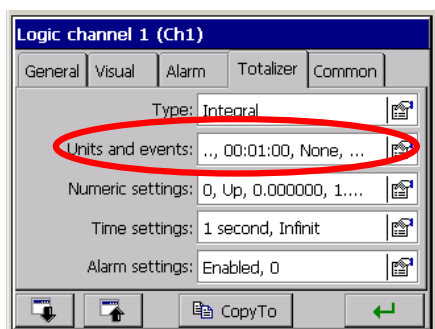 Logic channel 1 (Ch1)
General Visual Alarm Totalizer Common
Type: Integral
Units and events: .., 00:01:00, None, ...
Numeric settings: 0, Up, 0.000000, 1....
Time settings: 1 second, Infinit
Alarm settings: Enabled, 0
CopyTo